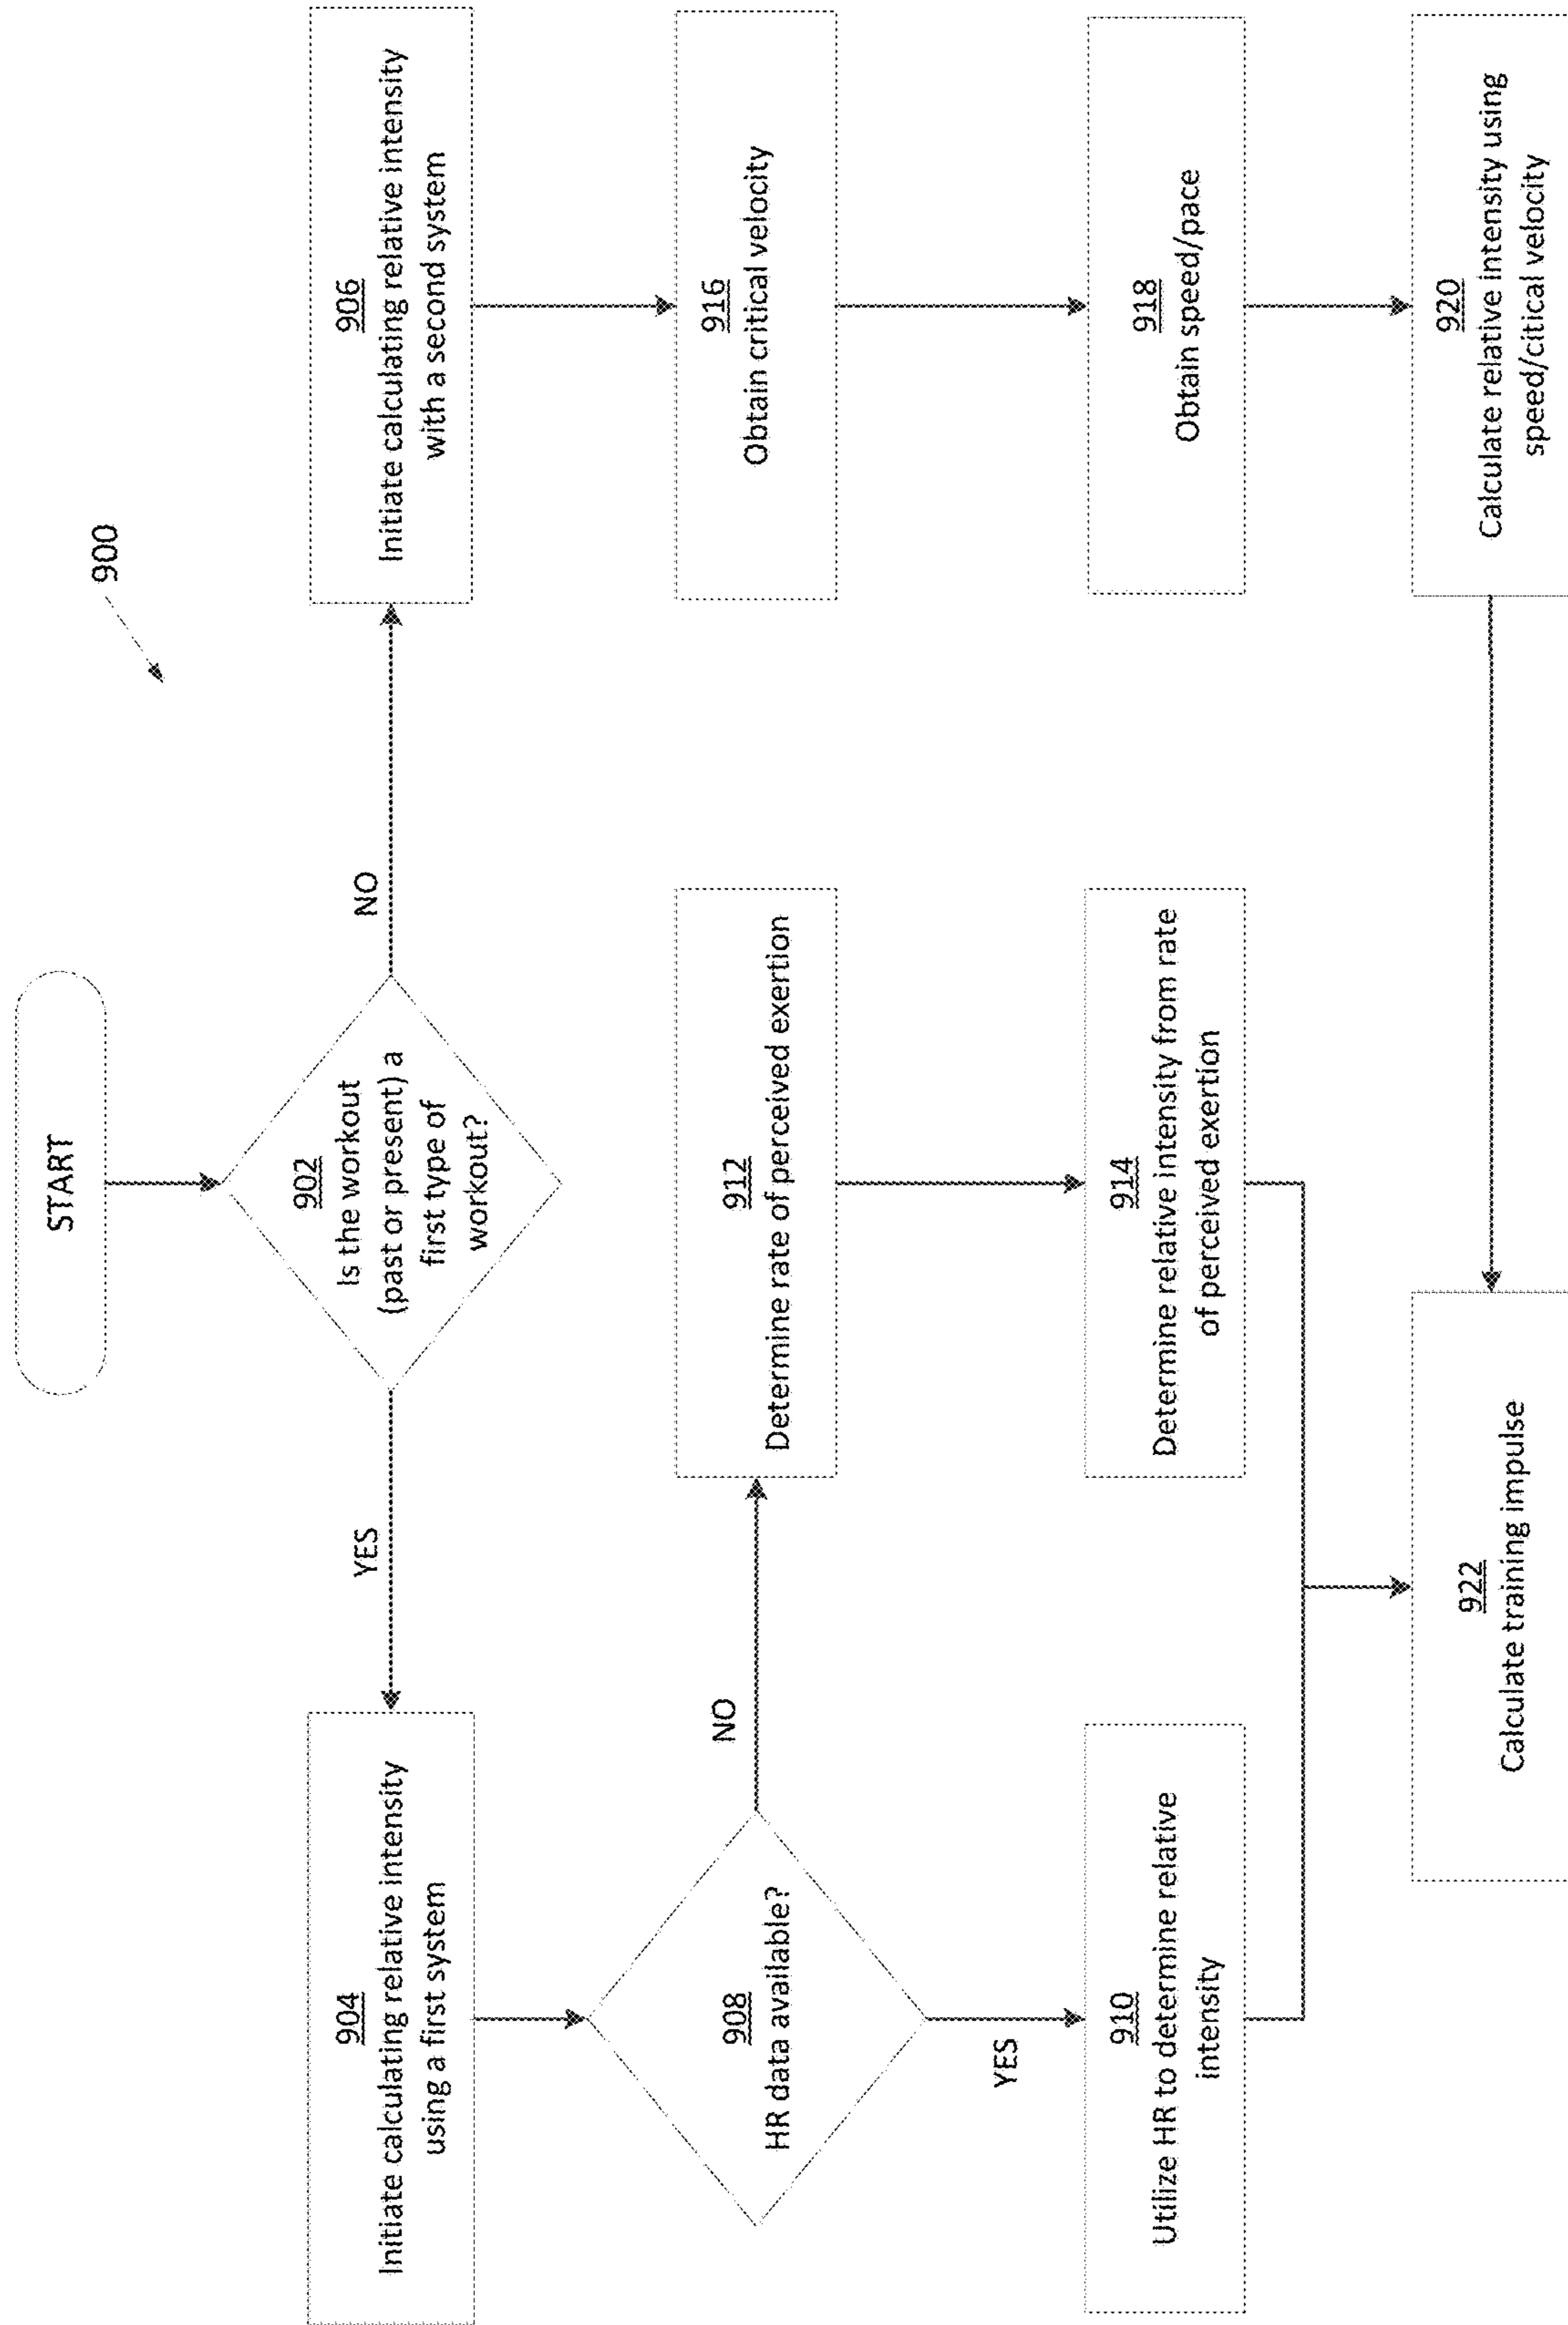 900
START
902
Is the workout
(past or present) a
first type of
workout?
YES
NO
904
Initiate calculating relative intensity
using a first system
906
Initiate calculating relative intensity
with a second system
908
HR data available?
NO
YES
912
Determine rate of perceived exertion
916
Obtain critical velocity
910
Utilize HR to determine relative
intensity
914
Determine relative intensity from rate
of perceived exertion
918
Obtain speed/pace
922
Calculate training impulse
920
Calculate relative intensity using
speed/citical velocity